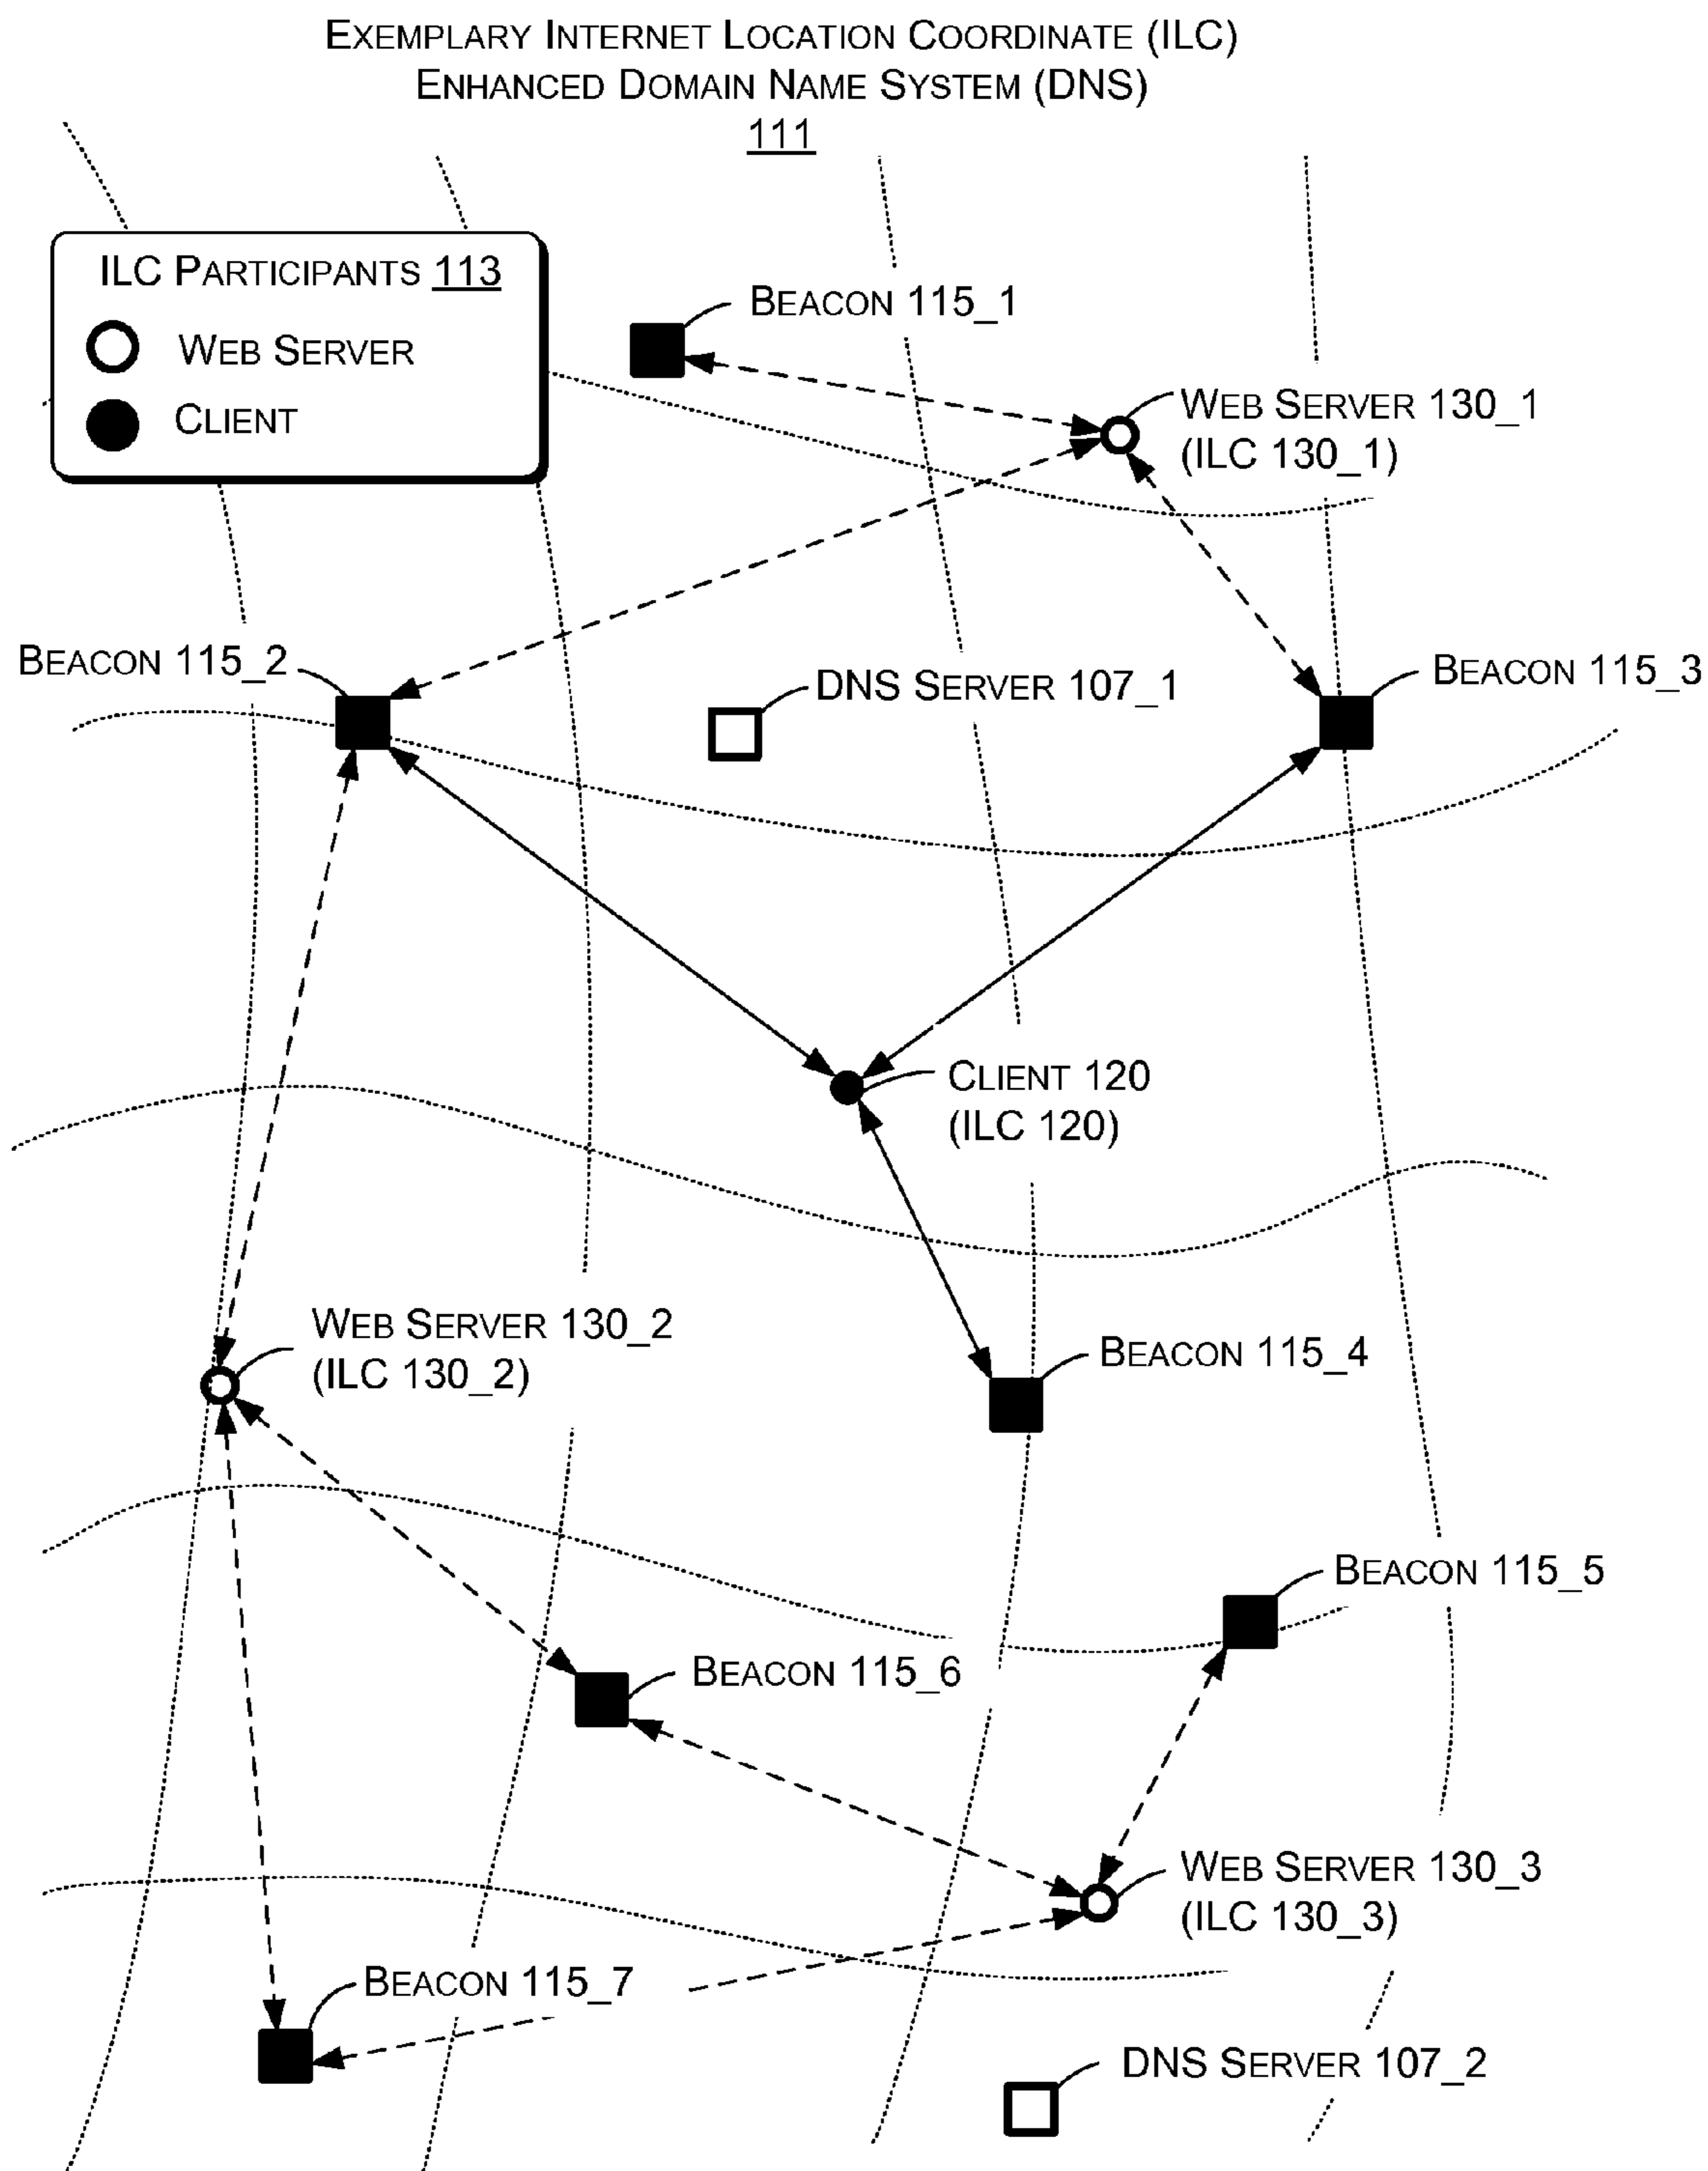 EXEMPLARY INTERNET LOCATION COORDINATE (ILC)
ENHANCED DOMAIN NAME SYSTEM (DNS)
111
ILC PARTICIPANTS 113
WEB SERVER
CLIENT
BEACON 115_1
WEB SERVER 130_1
(ILC 130_1)
BEACON 115_2
DNS SERVER 107_1
BEACON 115_3
CLIENT 120
(ILC 120)
WEB SERVER 130_2
(ILC 130_2)
BEACON 115_4
BEACON 115_5
BEACON 115_6
WEB SERVER 130_3
(ILC 130_3)
BEACON 115_7
DNS SERVER 107_2